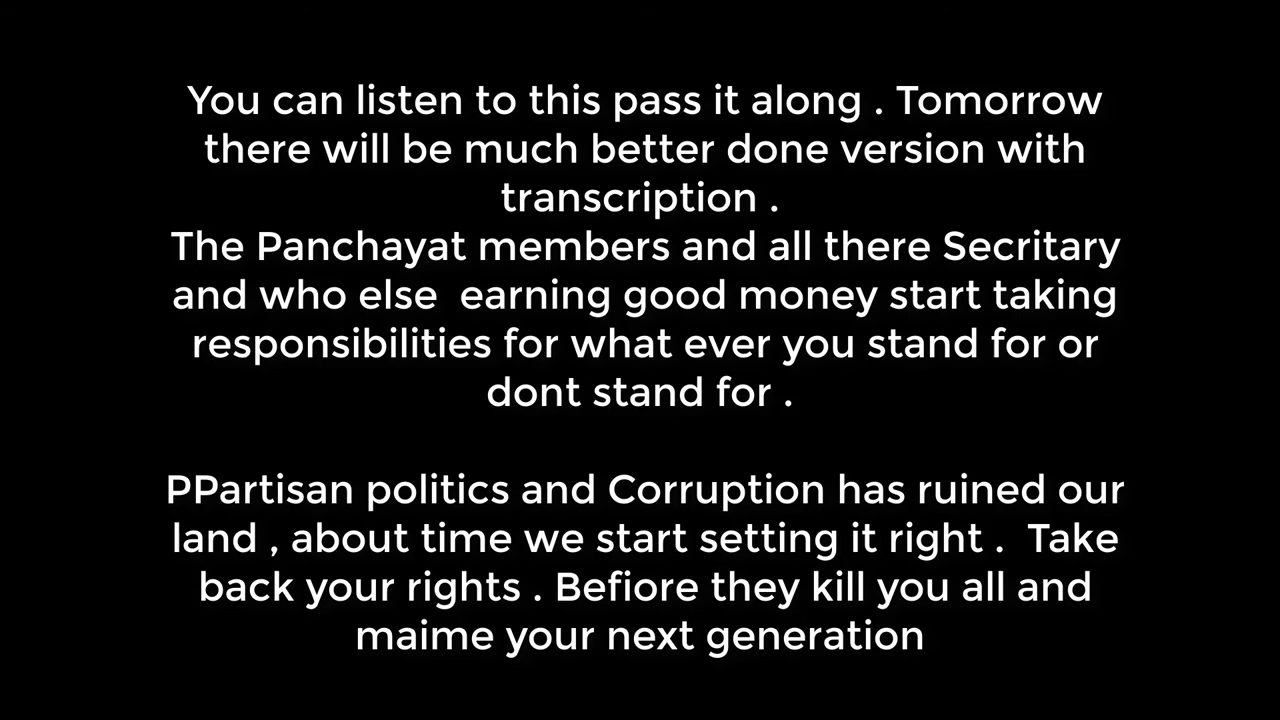 You can listen to this pass it along . Tomorrow
there will be much better done version with
transcription .
The Panchayat members and all there Secritary
and who else  earning good money start taking
responsibilities for what ever you stand for or
dont stand for .
PPartisan politics and Corruption has ruined our
land , about time we start setting it right .  Take
back your rights . Befiore they kill you all and
maime your next generation